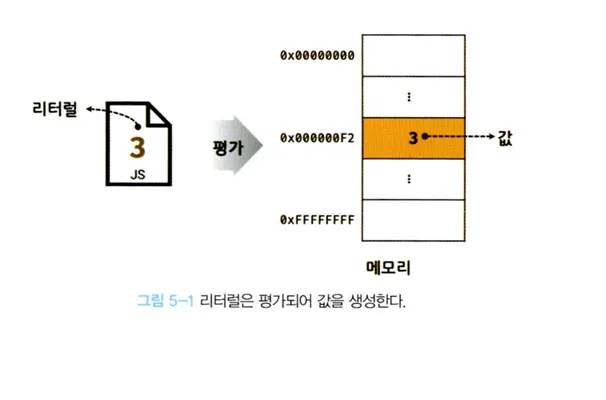 0x00000000
⋮
리터럴
3
JS
평가
0x000000F2
3
값
⋮
0xFFFFFFFF
메모리
그림 5-1 리터럴은 평가되어 값을 생성한다.